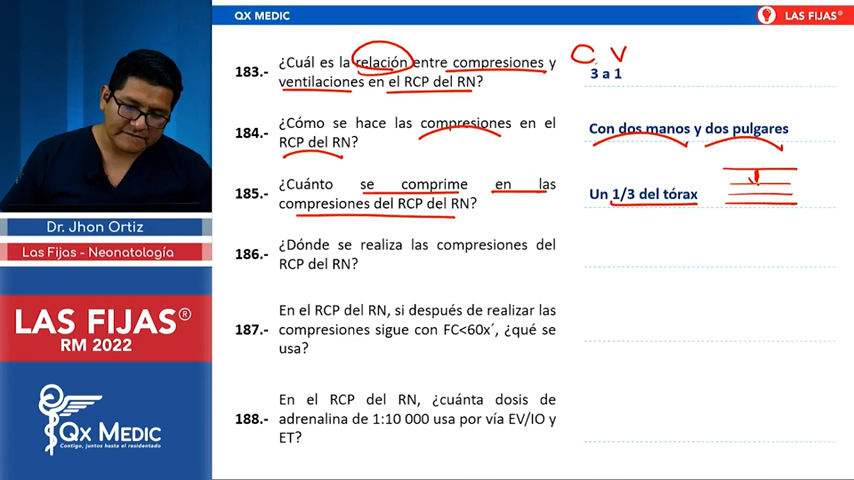 QX MEDIC
LAS FIJAS®
183.-
¿Cuál es la relación entre compresiones y
ventilaciones en el RCP del RN?
C V
3 a 1
184.-
¿Cómo se hace las compresiones en el
RCP del RN?
Con dos manos y dos pulgares
185.-
¿Cuánto se comprime en las
compresiones del RCP del RN?
Un 1/3 del tórax
186.-
¿Dónde se realiza las compresiones del
RCP del RN?
187.-
En el RCP del RN, si después de realizar las
compresiones sigue con FC<60x´, ¿qué se
usa?
188.-
En el RCP del RN, ¿cuánta dosis de
adrenalina de 1:10 000 usa por vía EV/IO y
ET?
Dr. Jhon Ortiz
Las Fijas - Neonatología
LAS FIJAS®
RM 2022
QX MEDIC
Contigo, juntos hasta el residentado